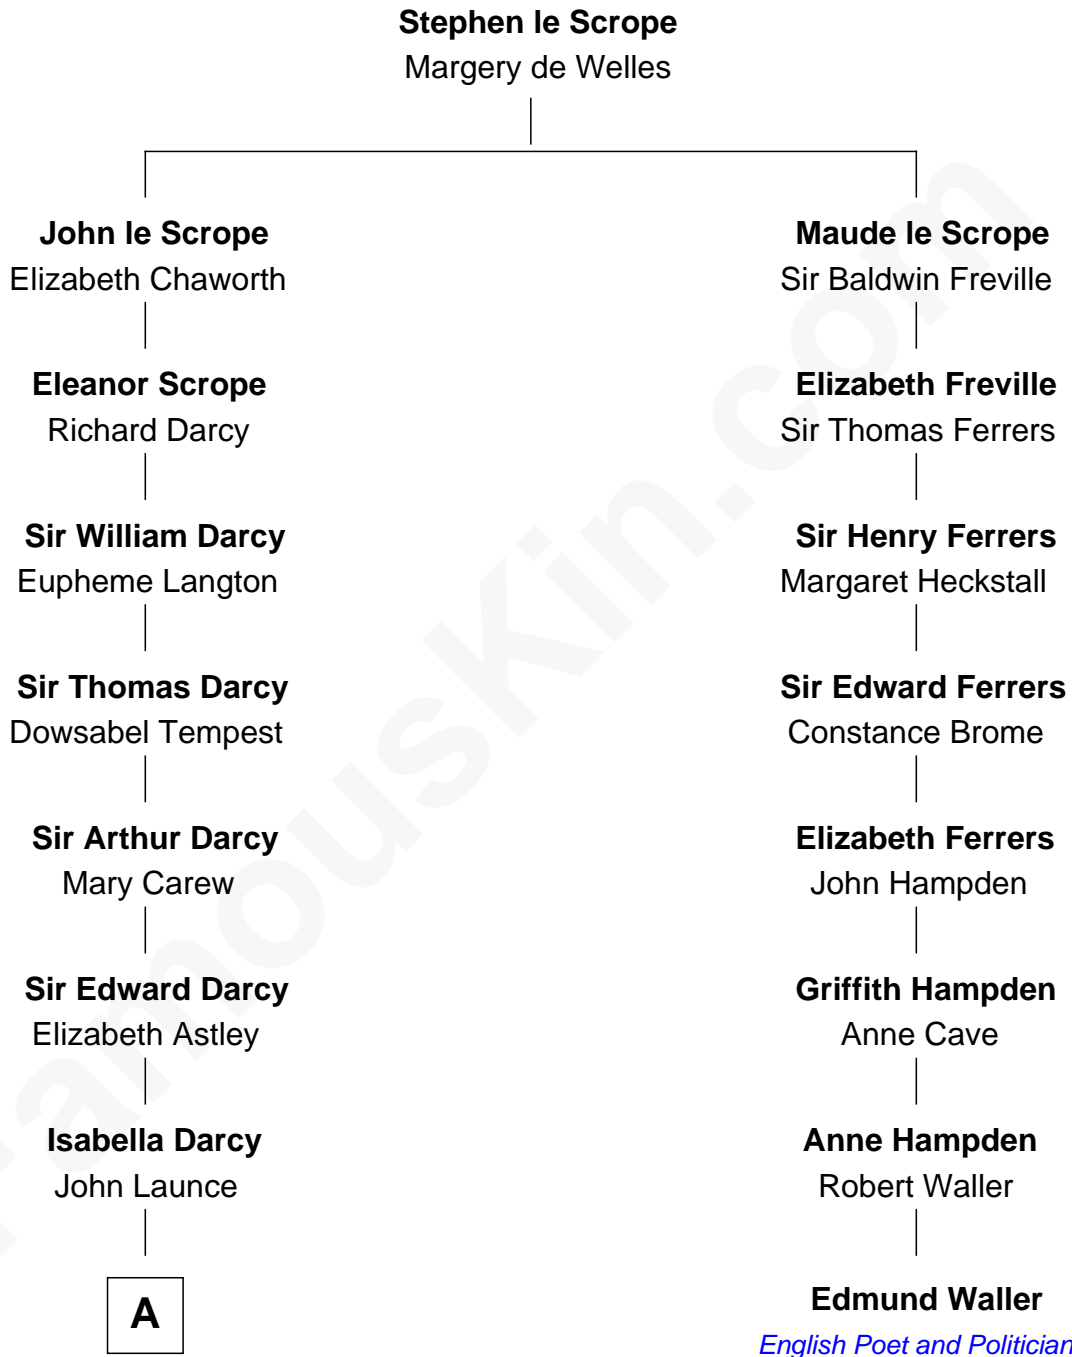 Stephen le Scrope
Margery de Welles
John le Scrope
Elizabeth Chaworth
Eleanor Scrope
Richard Darcy
Sir William Darcy
Eupheme Langton
Sir Thomas Darcy
Dowsabel Tempest
Sir Arthur Darcy
Mary Carew
Sir Edward Darcy
Elizabeth Astley
Isabella Darcy
John Launce
A
Maude le Scrope
Sir Baldwin Freville
Elizabeth Freville
Sir Thomas Ferrers
Sir Henry Ferrers
Margaret Heckstall
Sir Edward Ferrers
Constance Brome
Elizabeth Ferrers
John Hampden
Griffith Hampden
Anne Cave
Anne Hampden
Robert Waller
Edmund Waller
English Poet and Politician
FamousKin.com